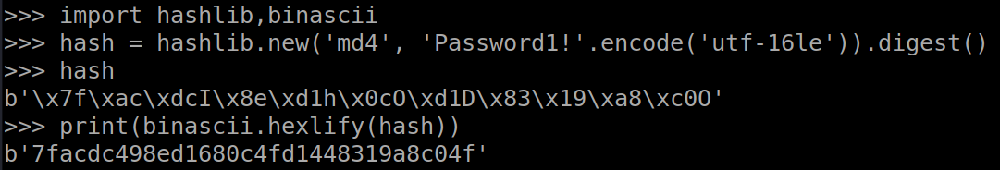 >>> import hashlib,binascii
>>> hash = hashlib.new('md4', 'Password1!'.encode('utf-16le')).digest()
>>> hash
b'\x7f\xac\xdcI\x8e\xd1h\x0cO\xd1D\x83\x19\xa8\xc0O'
>>> print(binascii.hexlify(hash))
b'7facdc498ed1680c4fd1448319a8c04f'